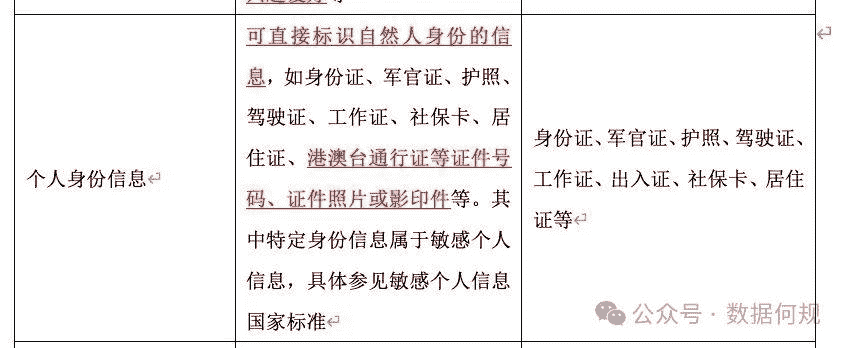 可直接标识自然人身份的信
息，如身份证、军官证、护照、
驾驶证、工作证、社保卡、居
住证、港澳台通行证等证件号
码、证件照片或影印件等。其
中特定身份信息属于敏感个人
信息，具体参见敏感个人信息
国家标准
个人身份信息
身份证、军官证、护照、驾驶证、
工作证、出入证、社保卡、居住
证等
公众号 · 数据何规